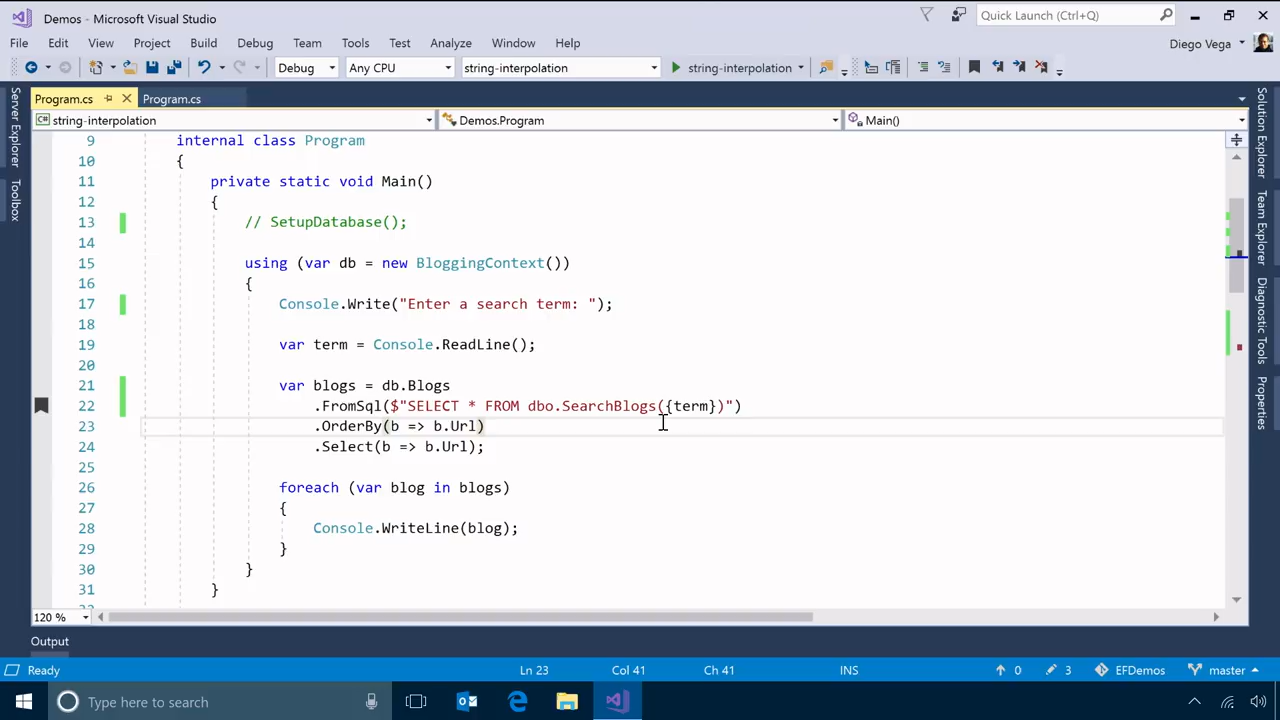 Demos - Microsoft Visual Studio
Quick Launch (Ctrl+Q)
File Edit View Project Build Debug Team Tools Test Analyze Window Help
Diego Vega
Debug Any CPU string-interpolation string-interpolation
Program.cs Program.cs
string-interpolation Demos.Program Main()
Server Explorer
Toolbox
Solution Explorer
Team Explorer
Diagnostic Tools
Properties
9 internal class Program
10 {
11 private static void Main()
12 {
13 // SetupDatabase();
14
15 using (var db = new BloggingContext())
16 {
17 Console.Write("Enter a search term: ");
18
19 var term = Console.ReadLine();
20
21 var blogs = db.Blogs
22 .FromSql($"SELECT * FROM dbo.SearchBlogs({term})")
23 .OrderBy(b => b.Url)
24 .Select(b => b.Url);
25
26 foreach (var blog in blogs)
27 {
28 Console.WriteLine(blog);
29 }
30 }
31 }
120 %
Output
Ready Ln 23 Col 41 Ch 41 INS 0 3 EFDemos master
Type here to search